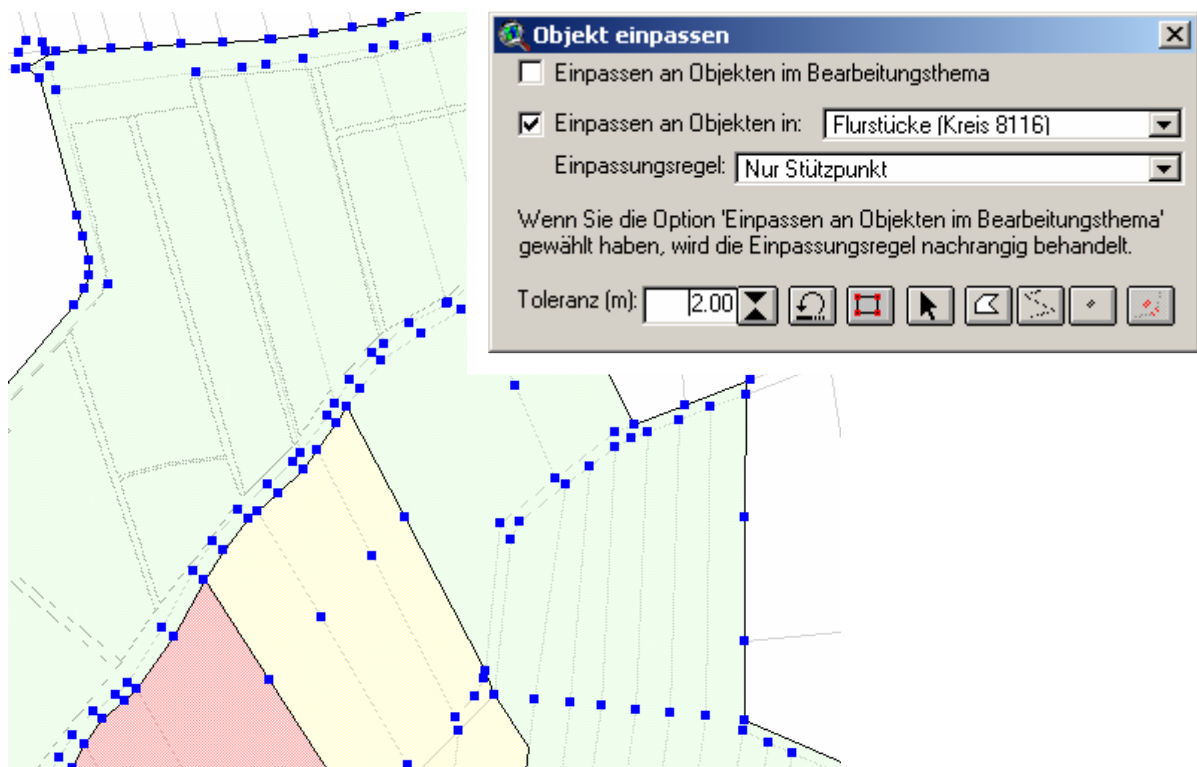 Objekt einpassen
Einpassen an Objekten im Bearbeitungsthema
Einpassen an Objekten in: Flurstücke (Kreis 8116)
Einpassungsregel: Nur Stützpunkt
Wenn Sie die Option 'Einpassen an Objekten im Bearbeitungsthema'
gewählt haben, wird die Einpassungsregel nachrangig behandelt.
Toleranz (m): 2.00